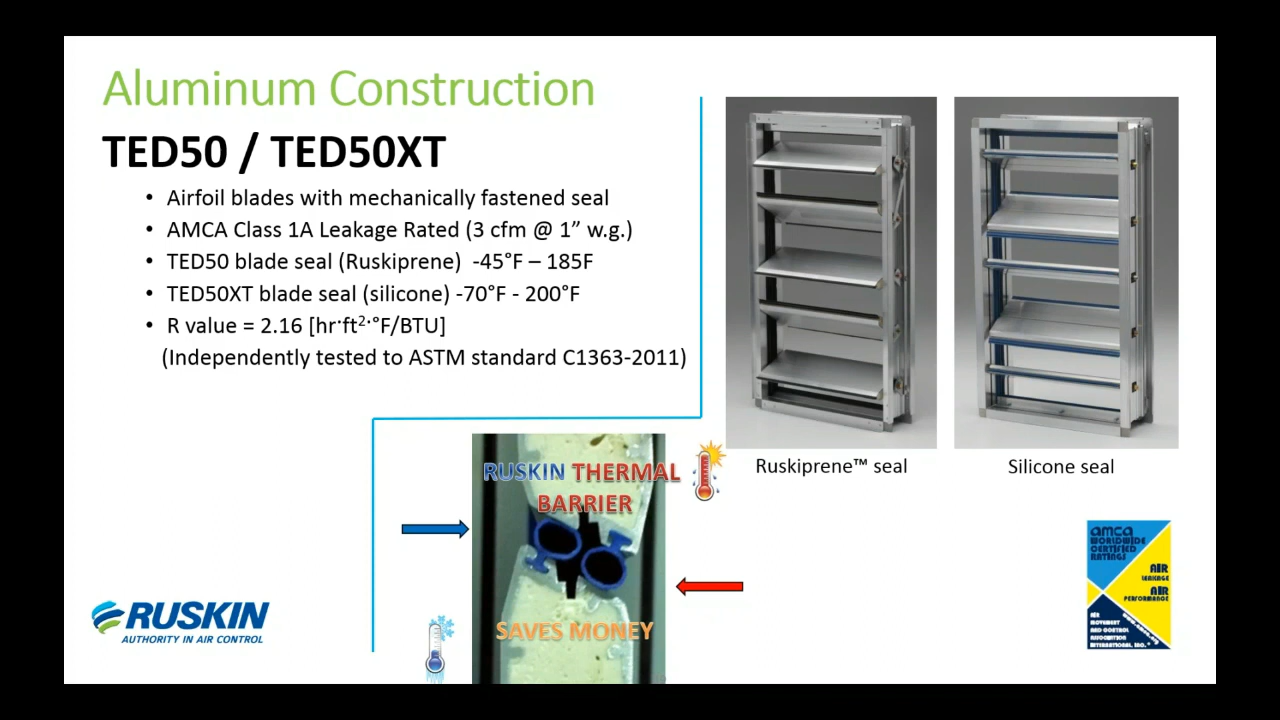 Aluminum Construction
TED50 / TED50XT
• Airfoil blades with mechanically fastened seal
• AMCA Class 1A Leakage Rated (3 cfm @ 1” w.g.)
• TED50 blade seal (Ruskiprene)  -45°F – 185F
• TED50XT blade seal (silicone) -70°F - 200°F
• R value = 2.16 [hr·ft²·°F/BTU]
(Independently tested to ASTM standard C1363-2011)
Ruskiprene™ seal
Silicone seal
RUSKIN THERMAL
BARRIER
SAVES MONEY
RUSKIN
AUTHORITY IN AIR CONTROL
amca
WORLDWIDE
CERTIFIED
RATINGS
AIR
LEAKAGE
AIR
PERFORMANCE
AIR
MOVEMENT
AND CONTROL
ASSOCIATION
INTERNATIONAL, INC.®
www.amca.org